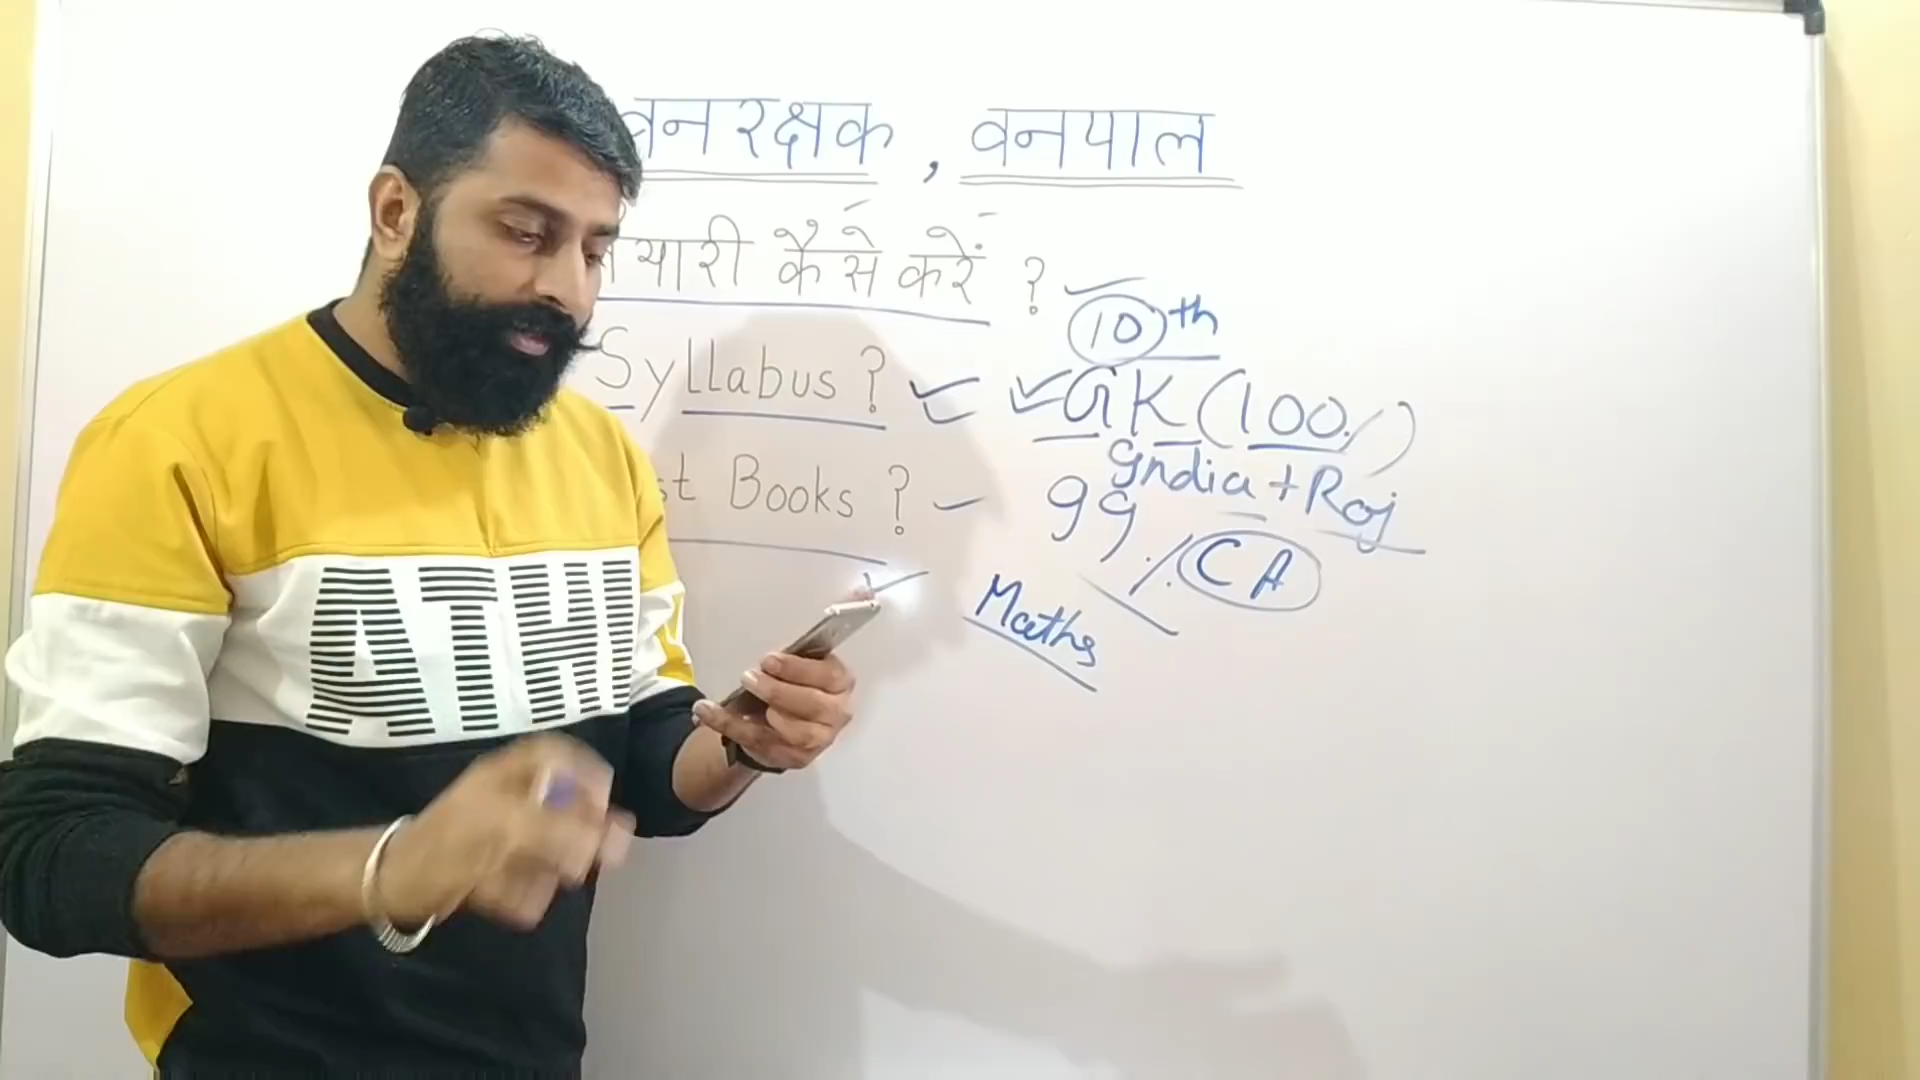 वनरक्षक , वनपाल
यारी कैसे करें ?
10th
Syllabus ?
GK (100%)
India + Raj
st Books ?
99%
CA
Maths
ATHL